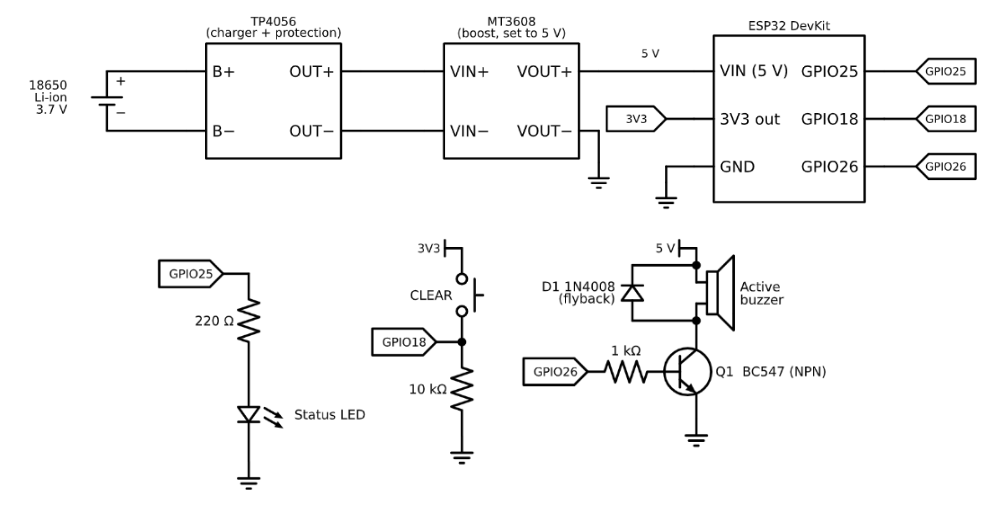 TP4056
(charger + protection)
MT3608
(boost, set to 5 V)
ESP32 DevKit
18650
Li-ion
3.7 V
+
−
B+
OUT+
B−
OUT−
VIN+
VOUT+
VIN−
VOUT−
5 V
VIN (5 V)
GPIO25
GPIO25
3V3
3V3 out
GPIO18
GPIO18
GND
GPIO26
GPIO26
GPIO25
220 Ω
Status LED
3V3
CLEAR
GPIO18
10 kΩ
5 V
D1 1N4008
(flyback)
Active
buzzer
GPIO26
1 kΩ
Q1 BC547 (NPN)